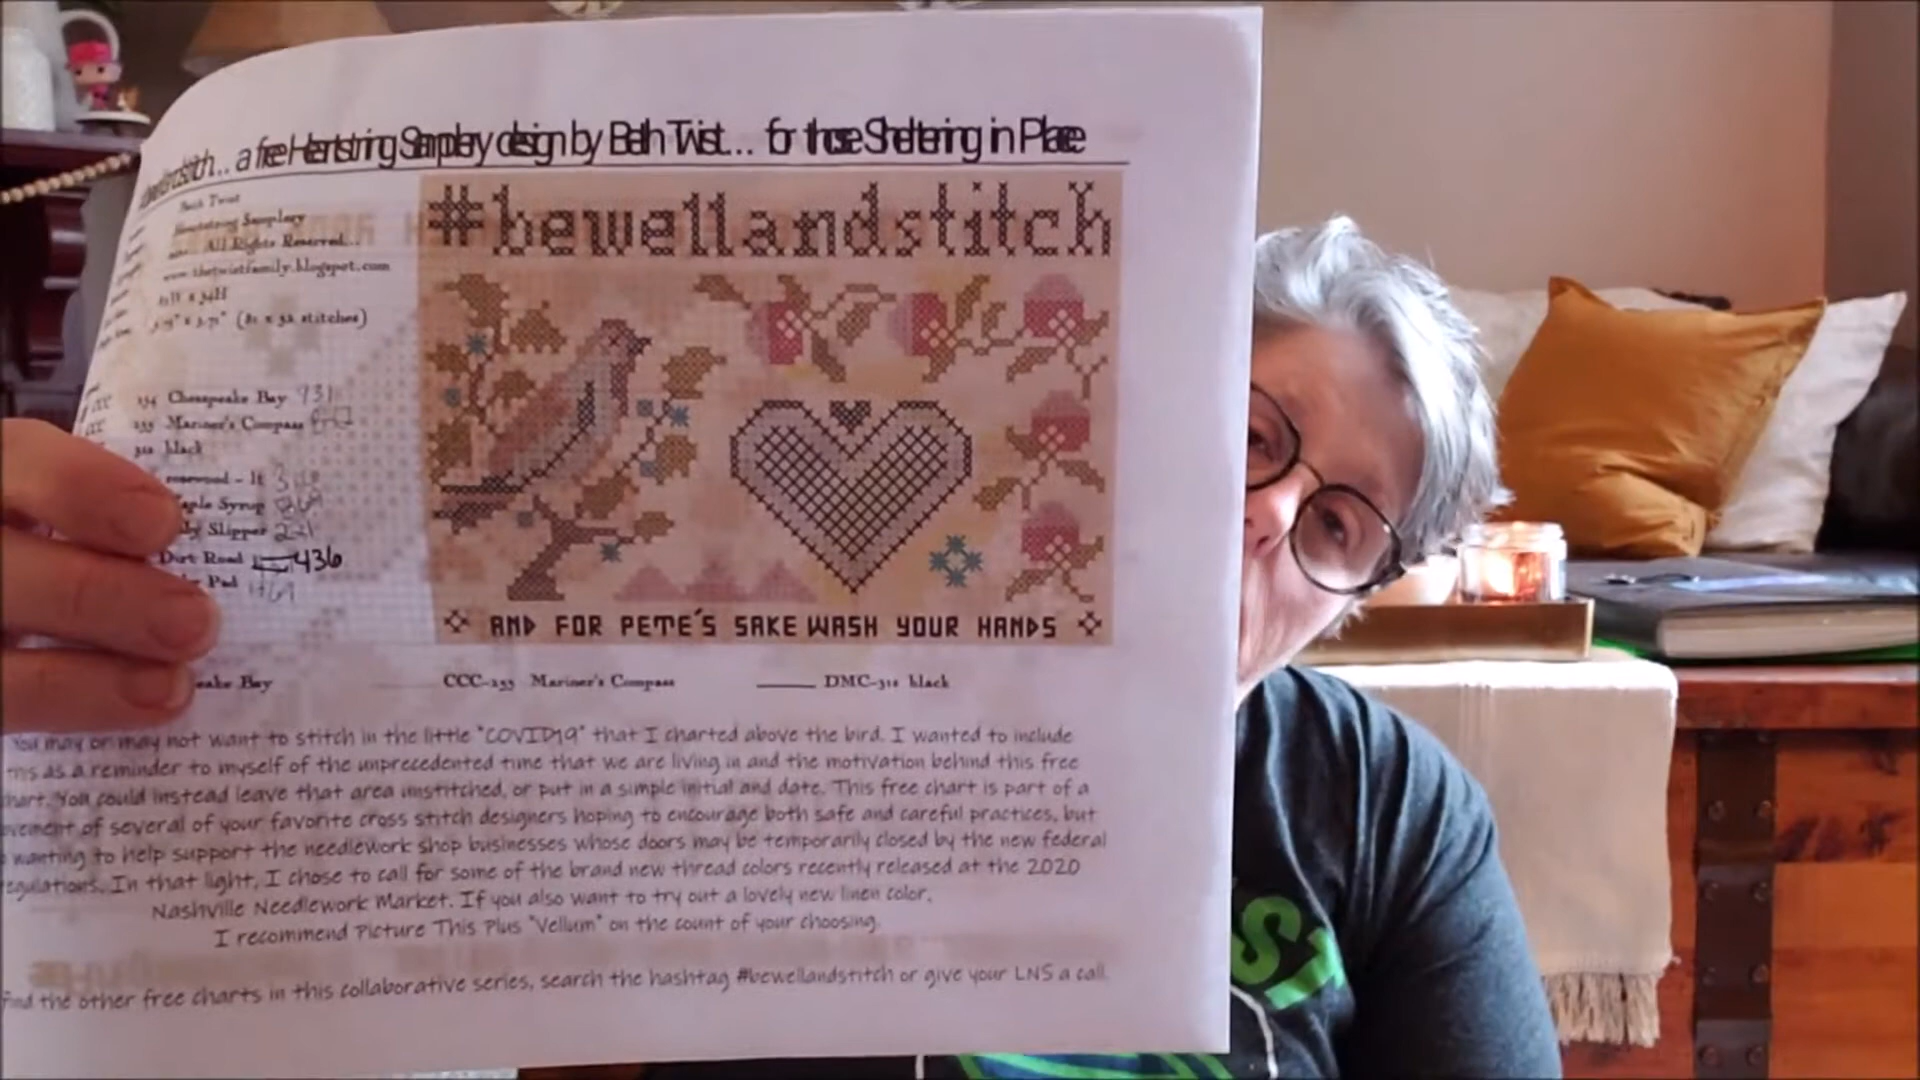 a free Heartstring Samplery design by Beth Twist... for those Sheltering in Place
Beth Twist
Heartstring Samplery
All Rights Reserved...
www.thetwistfamily.blogspot.com
(81 x 52 stitches)
#bewellandstitch
Chesapeake Bay 931
Mariner's Compass
310 black
rosewood - lt
Syrup
Slipper 221
Dirt Road 436
Pad
AND FOR PETE'S SAKE WASH YOUR HANDS
Bay
CCC-255 Mariner's Compass
DMC-310 black
You may or may not want to stitch in the little "COVID19" that I charted above the bird. I wanted to include
this as a reminder to myself of the unprecedented time that we are living in and the motivation behind this free
chart. You could instead leave that area unstitched, or put in a simple initial and date. This free chart is part of a
movement of several of your favorite cross stitch designers hoping to encourage both safe and careful practices, but
wanting to help support the needlework shop businesses whose doors may be temporarily closed by the new federal
regulations. In that light, I chose to call for some of the brand new thread colors recently released at the 2020
Nashville Needlework Market. If you also want to try out a lovely new linen color,
I recommend Picture This Plus "Vellum" on the count of your choosing.
find the other free charts in this collaborative series, search the hashtag #bewellandstitch or give your LNS a call.